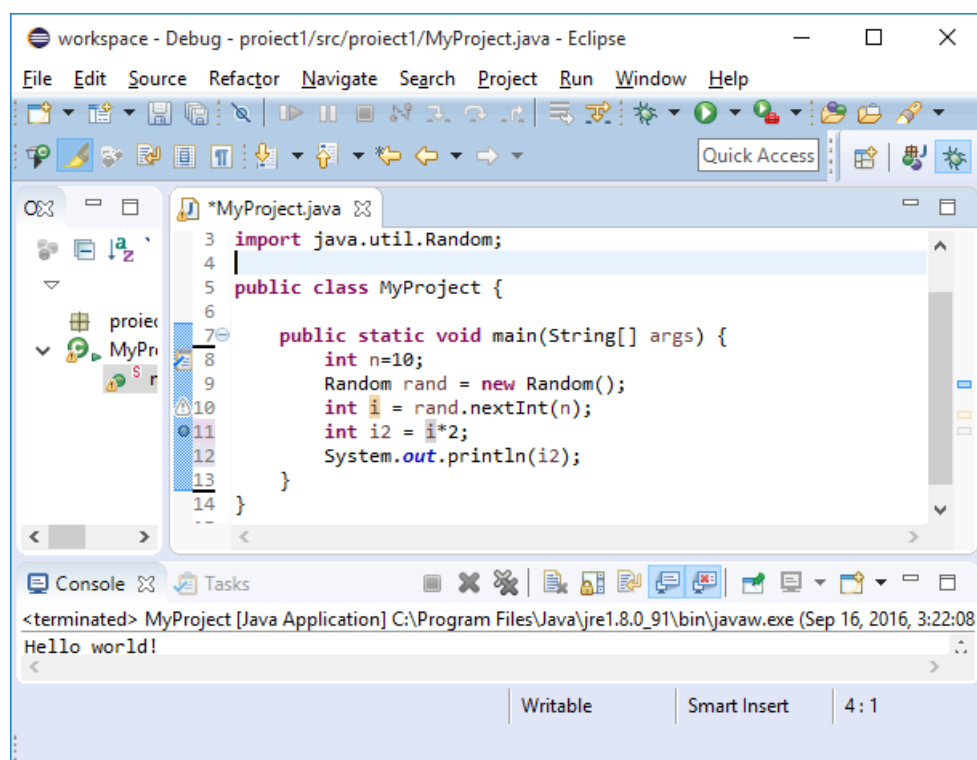 workspace - Debug - proiect1/src/proiect1/MyProject.java - Eclipse
File Edit Source Refactor Navigate Search Project Run Window Help
Quick Access
*MyProject.java
3 import java.util.Random;
4
5 public class MyProject {
6
7 public static void main(String[] args) {
8 int n=10;
9 Random rand = new Random();
10 int i = rand.nextInt(n);
11 int i2 = i*2;
12 System.out.println(i2);
13 }
14 }
proiec
MyPr
Console Tasks
<terminated> MyProject [Java Application] C:\Program Files\Java\jre1.8.0_91\bin\javaw.exe (Sep 16, 2016, 3:22:08
Hello world!
Writable Smart Insert 4 : 1